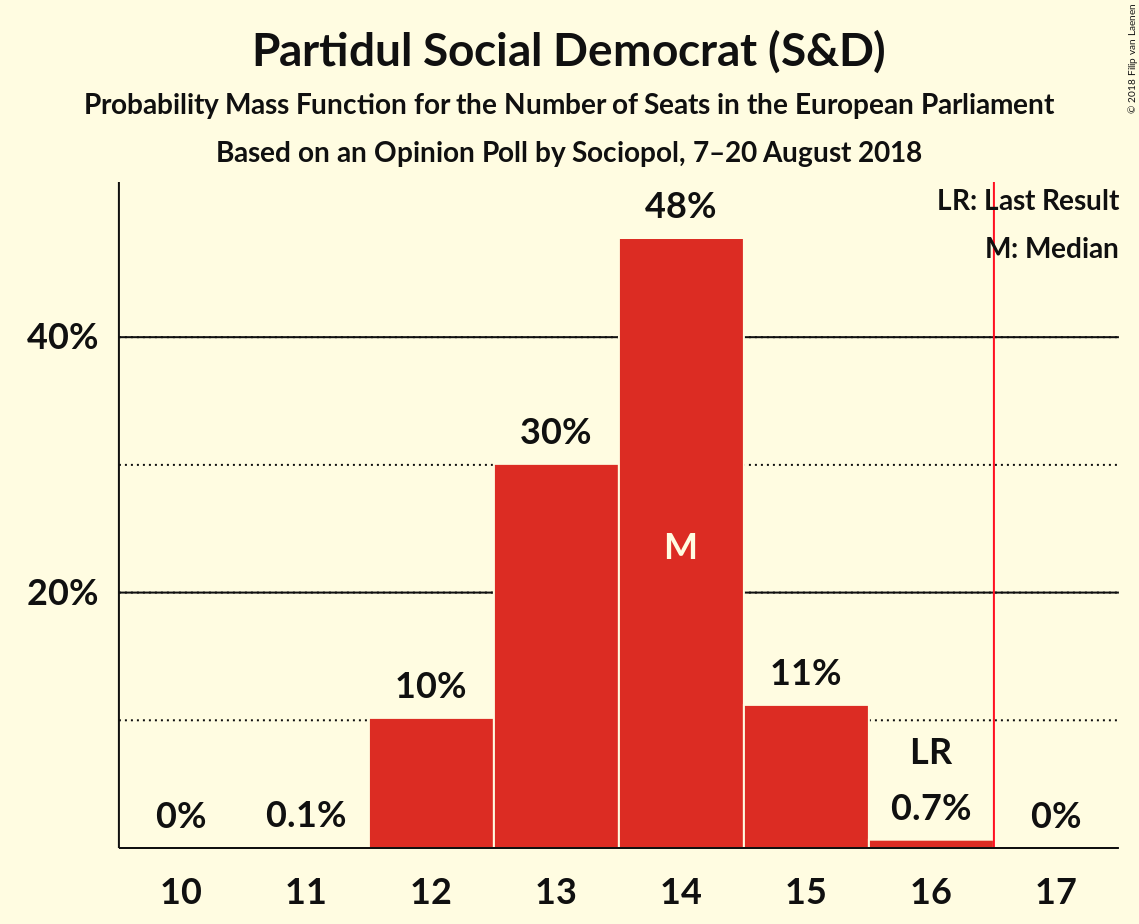 Partidul Social Democrat (S&D)
Probability Mass Function for the Number of Seats in the European Parliament
Based on an Opinion Poll by Sociopol, 7–20 August 2018
© 2018 Filip van Laenen
LR: Last Result
M: Median
48%
40%
30%
M
20%
10%
11%
LR
0%
0.1%
0.7%
0%
10 11 12 13 14 15 16 17